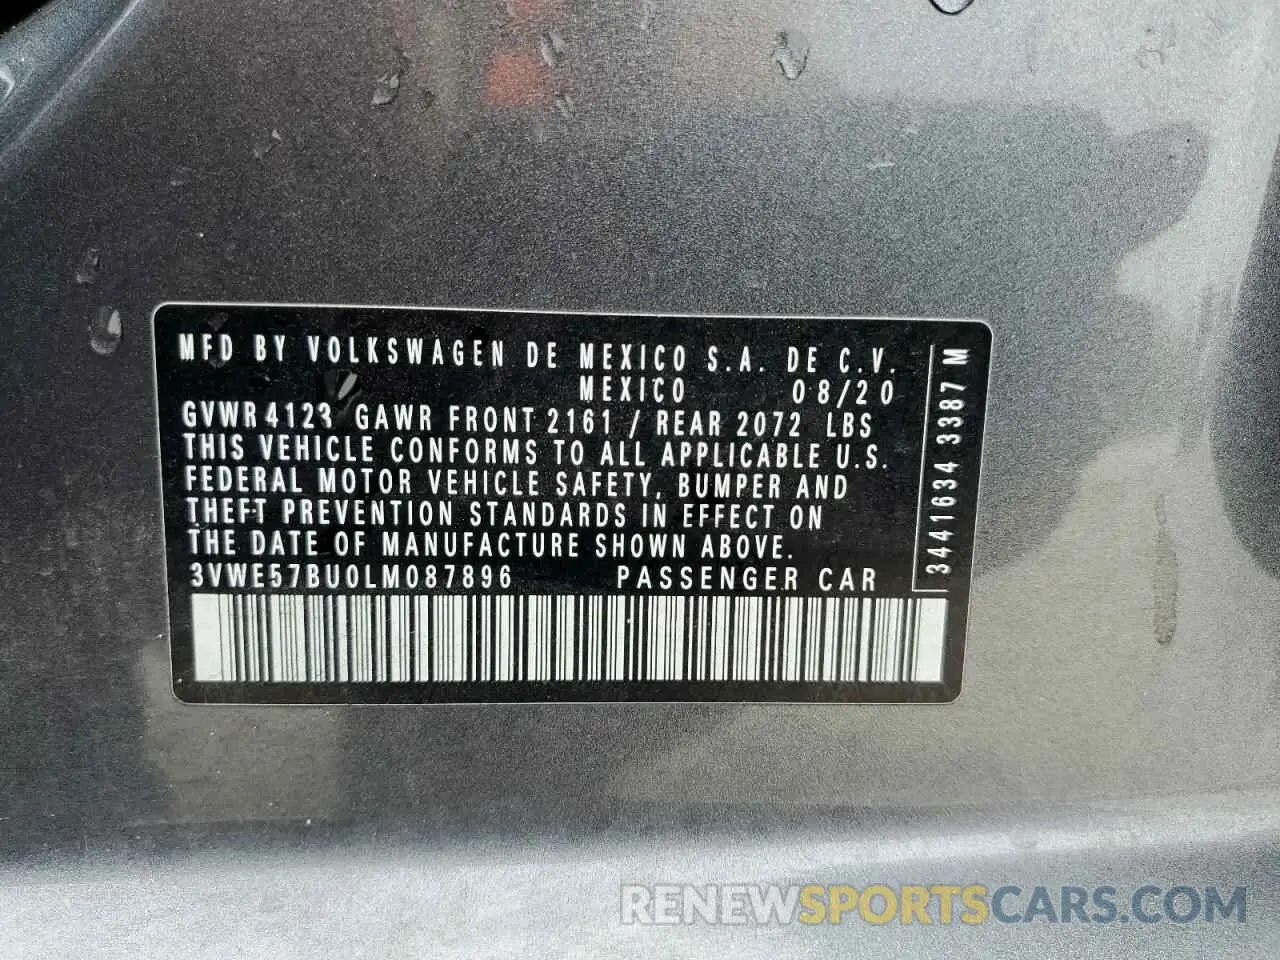 MFD BY VOLKSWAGEN DE MEXICO S.A. DE C.V.
MEXICO 08/20
GVWR 4123 GAWR FRONT 2161 / REAR 2072 LBS
THIS VEHICLE CONFORMS TO ALL APPLICABLE U.S.
FEDERAL MOTOR VEHICLE SAFETY, BUMPER AND
THEFT PREVENTION STANDARDS IN EFFECT ON
THE DATE OF MANUFACTURE SHOWN ABOVE.
3VWE57BU0LM087896 PASSENGER CAR
3441634 3387 M
RENEWSPORTSCARS.COM